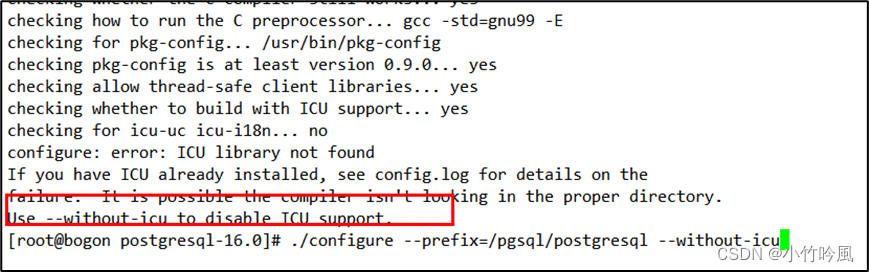 checking whether the C compiler still works... yes
checking how to run the C preprocessor... gcc -std=gnu99 -E
checking for pkg-config... /usr/bin/pkg-config
checking pkg-config is at least version 0.9.0... yes
checking allow thread-safe client libraries... yes
checking whether to build with ICU support... yes
checking for icu-uc icu-i18n... no
configure: error: ICU library not found
If you have ICU already installed, see config.log for details on the
failure.  It is possible the compiler isn't looking in the proper directory.
Use --without-icu to disable ICU support.
[root@bogon postgresql-16.0]# ./configure --prefix=/pgsql/postgresql --without-icu
CSDN @小竹吟風